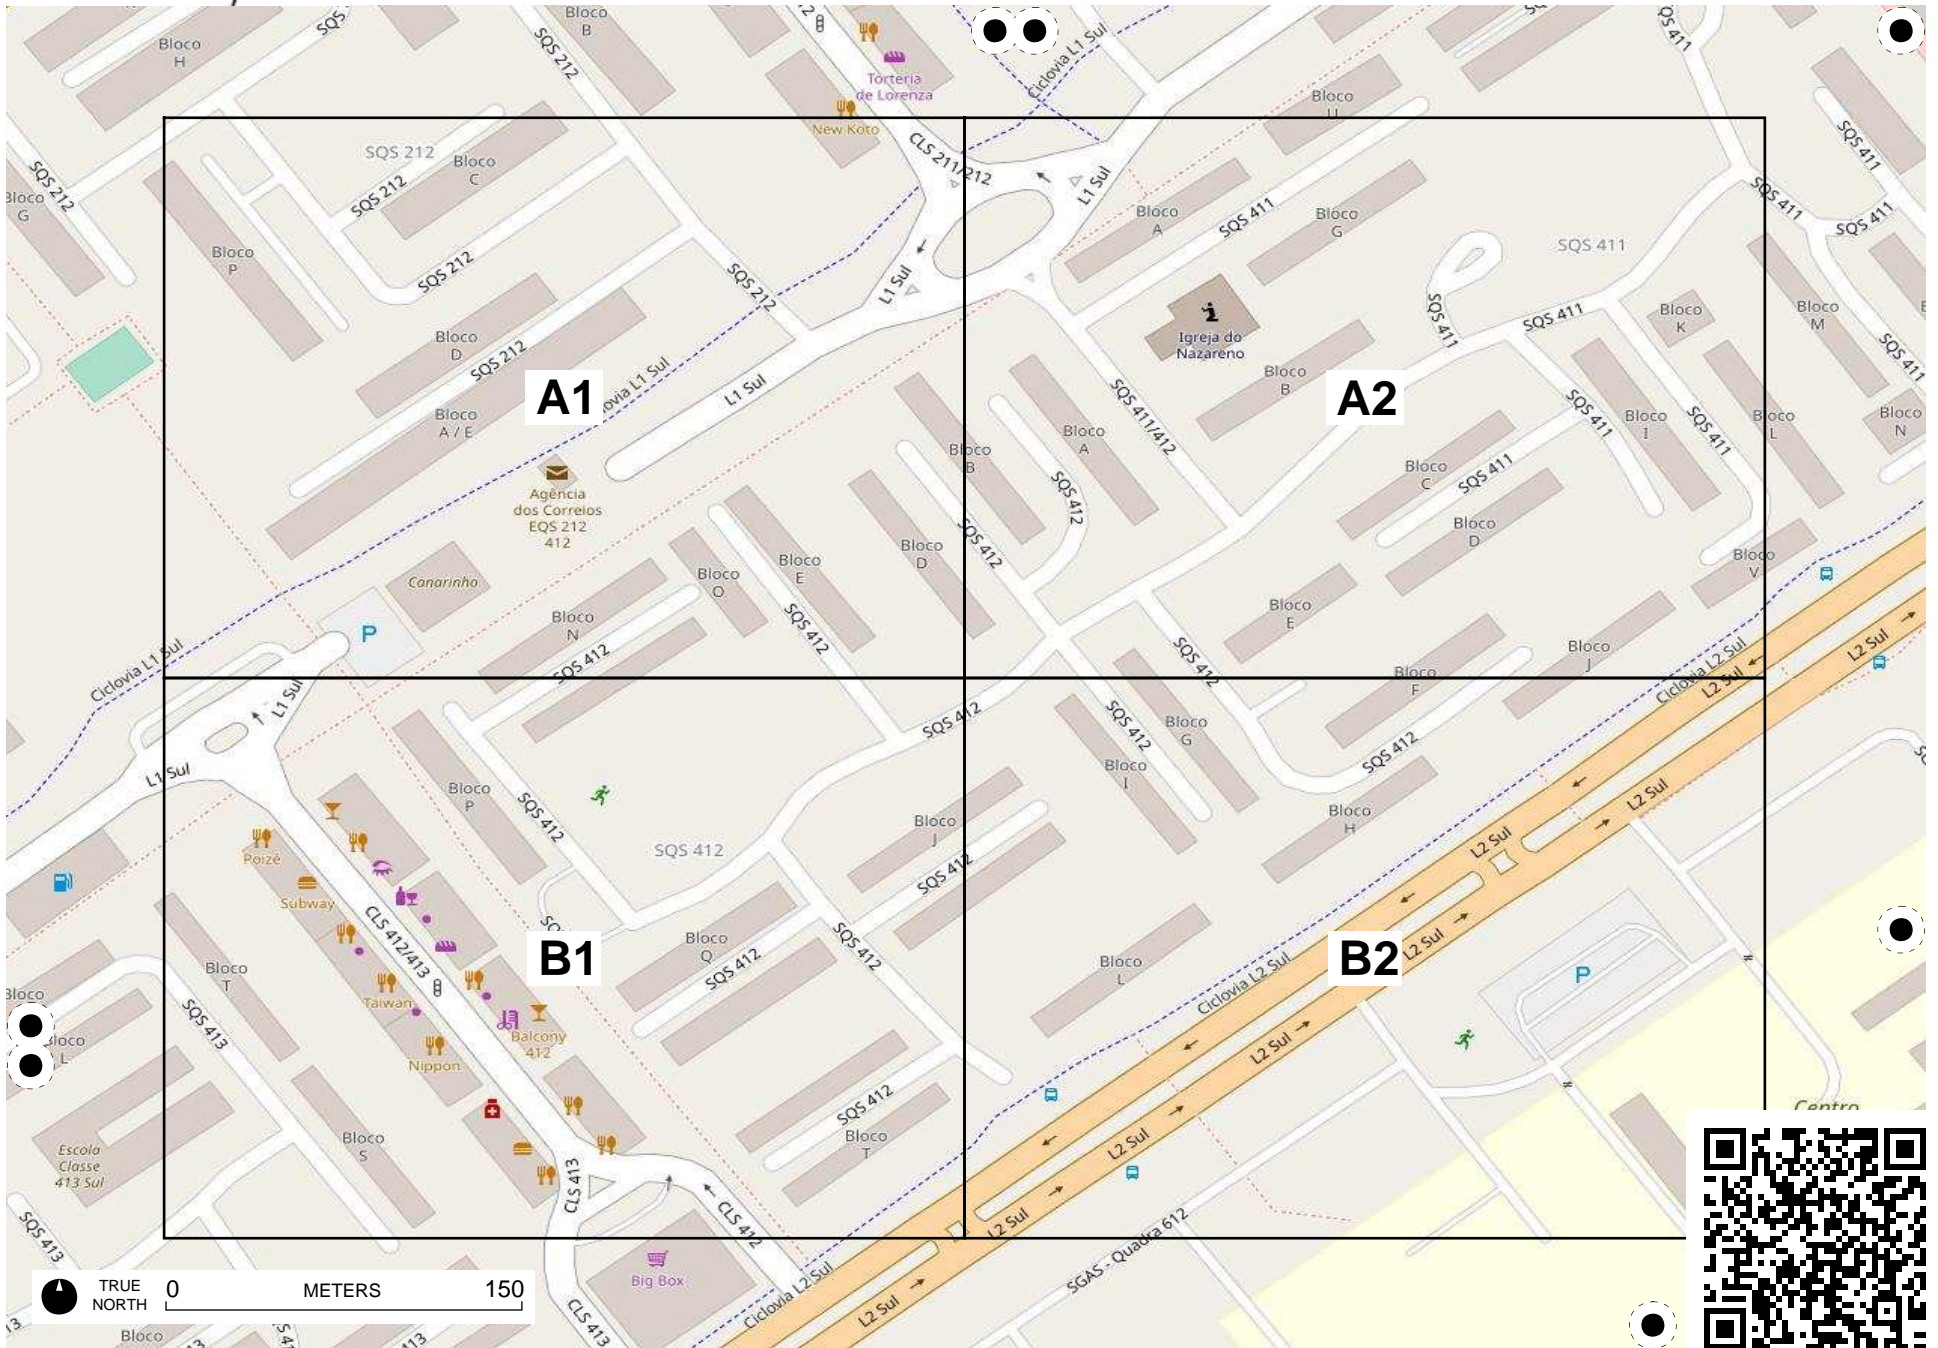 Bloco
H
SQS 212
Bloco
B
Torteria
de Lorenza
New Koto
Ciclovia L1 Sul
Bloco
U
SQS 411
SQS 411
SQS 212
Bloco
G
SQS 212
Bloco
C
SQS 212
CLS 211/212
L1 Sul
Bloco
A
SQS 411
Bloco
G
SQS 411
SQS 411
SQS 411
Bloco
P
SQS 212
SQS 212
L1 Sul
Igreja do
Nazareno
SQS 411
SQS 411
Bloco
K
Bloco
M
SQS 411
Bloco
D
SQS 212
Bloco
A / E
A1
L1 Sul
SQS 411/412
Bloco
B
A2
SQS 411
Bloco
I
SQS 411
Bloco
L
Bloco
N
Agência
dos Correios
EQS 212
412
Bloco
B
Bloco
A
SQS 412
Bloco
C
SQS 411
Bloco
D
Bloco
V
Canarinho
Bloco
N
Bloco
O
Bloco
E
Bloco
D
SQS 412
SQS 412
SQS 412
P
Ciclovia L1 Sul
L1 Sul
L1 Sul
Bloco
E
SQS 412
Bloco
F
Bloco
J
Ciclovia L2 Sul
L2 Sul
L2 Sul
SQS 412
SQS 412
Bloco
G
Bloco
I
SQS 412
Bloco
H
L2 Sul
L2 Sul
Bloco
P
SQS 412
SQS 412
Bloco
J
SQS 412
Poizé
Subway
CLS 412/413
Taiwan
Nippon
Balcony
412
B1
Bloco
Q
SQS 412
SQS 412
Bloco
L
Ciclovia L2 Sul
B2
L2 Sul
P
Bloco
T
SQS 413
Bloco
L
Bloco
S
Escola
Classe
413 Sul
SQS 413
SQS 412
Bloco
T
L2 Sul
L2 Sul
L2 Sul
CLS 413
CLS 412
Big Box
CLS 413
Ciclovia L2 Sul
L2 Sul
SGAS - Quadra 612
Centro
TRUE
NORTH
0
METERS
150
Bloco